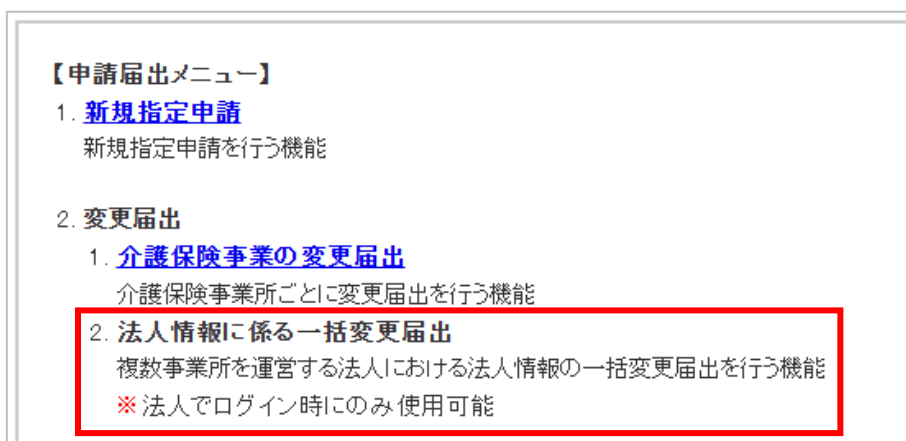 【申請届出メニュー】
1. 新規指定申請
新規指定申請を行う機能
2. 変更届出
1. 介護保険事業の変更届出
介護保険事業所ごとに変更届出を行う機能
2. 法人情報に係る一括変更届出
複数事業所を運営する法人における法人情報の一括変更届出を行う機能
※法人でログイン時にのみ使用可能